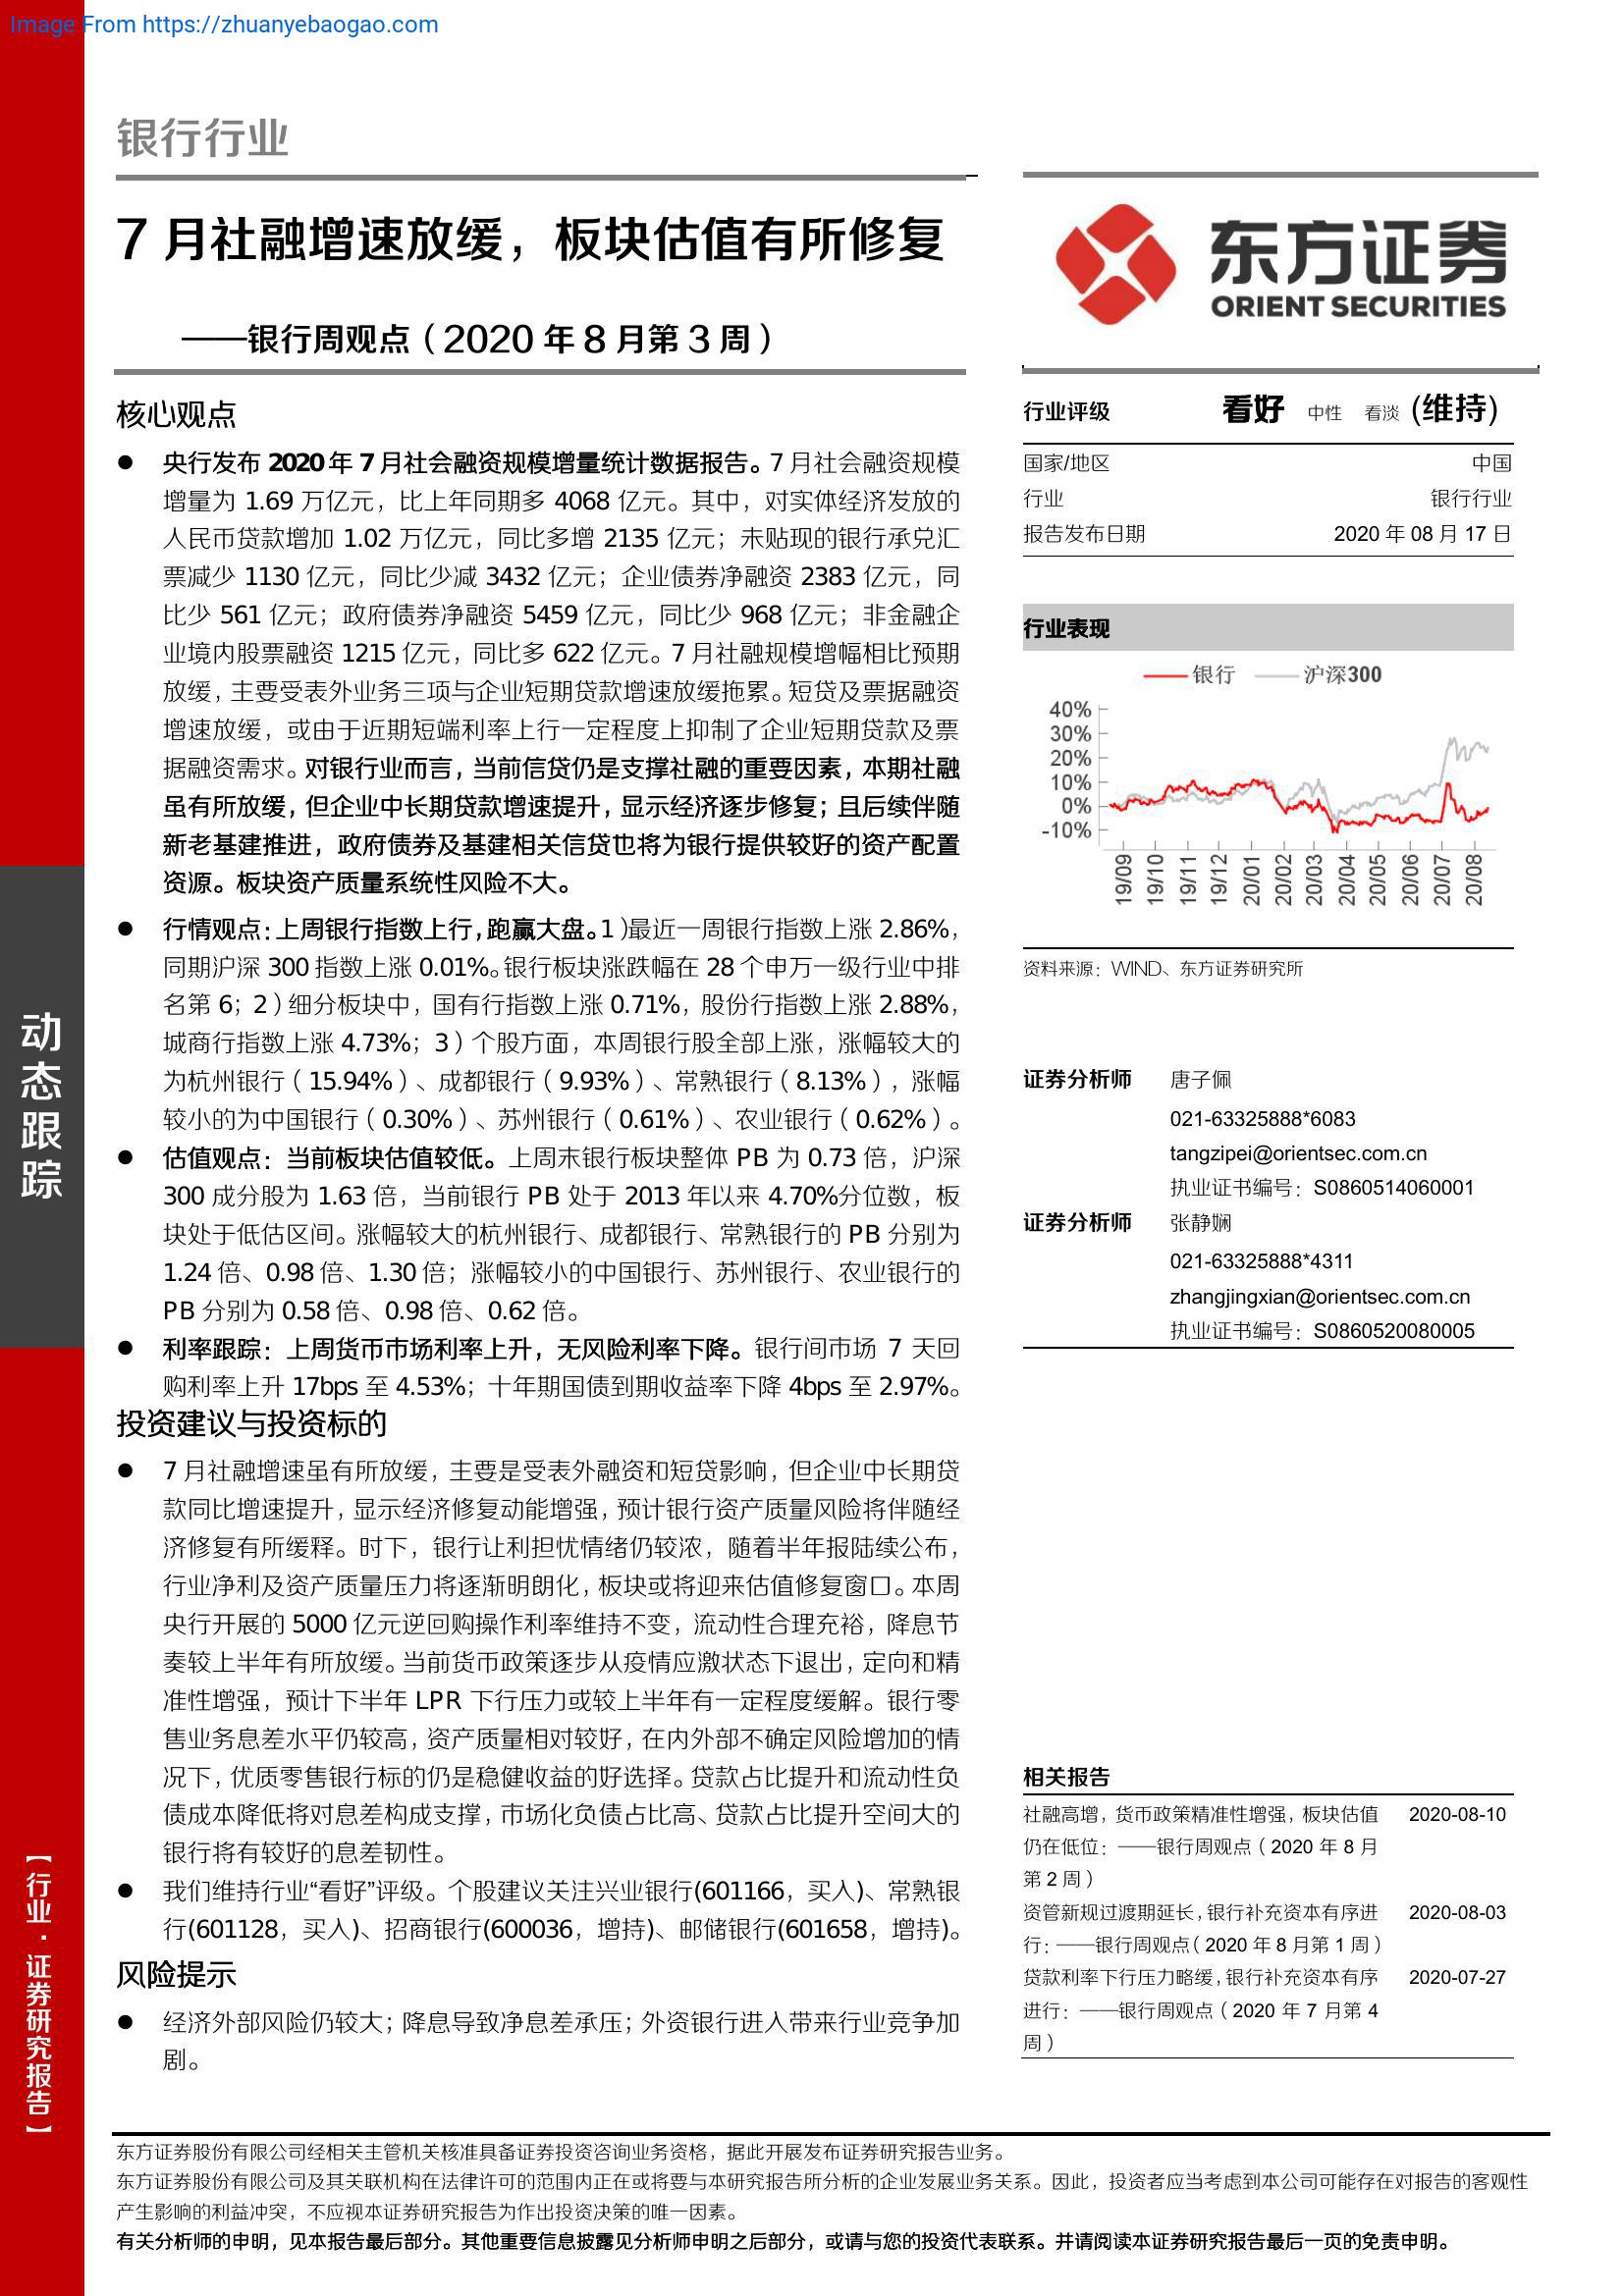 Image From https://zhuanyebaogao.com
银行行业
7 月社融增速放缓，板块估值有所修复
——银行周观点（2020 年 8 月第 3 周）
核心观点
● 央行发布 2020 年 7 月社会融资规模增量统计数据报告。7 月社会融资规模
增量为 1.69 万亿元，比上年同期多 4068 亿元。其中，对实体经济发放的
人民币贷款增加 1.02 万亿元，同比多增 2135 亿元；未贴现的银行承兑汇
票减少 1130 亿元，同比少减 3432 亿元；企业债券净融资 2383 亿元，同
比少 561 亿元；政府债券净融资 5459 亿元，同比少 968 亿元；非金融企
业境内股票融资 1215 亿元，同比多 622 亿元。7 月社融规模增幅相比预期
放缓，主要受表外业务三项与企业短期贷款增速放缓拖累。短贷及票据融资
增速放缓，或由于近期短端利率上行一定程度上抑制了企业短期贷款及票
据融资需求。对银行业而言，当前信贷仍是支撑社融的重要因素，本期社融
虽有所放缓，但企业中长期贷款增速提升，显示经济逐步修复；且后续伴随
新老基建推进，政府债券及基建相关信贷也将为银行提供较好的资产配置
资源。板块资产质量系统性风险不大。
● 行情观点：上周银行指数上行，跑赢大盘。1）最近一周银行指数上涨 2.86%，
同期沪深 300 指数上涨 0.01%。银行板块涨跌幅在 28 个申万一级行业中排
名第 6；2）细分板块中，国有行指数上涨 0.71%，股份行指数上涨 2.88%，
城商行指数上涨 4.73%；3）个股方面，本周银行股全部上涨，涨幅较大的
为杭州银行（15.94%）、成都银行（9.93%）、常熟银行（8.13%），涨幅
较小的为中国银行（0.30%）、苏州银行（0.61%）、农业银行（0.62%）。
● 估值观点：当前板块估值较低。上周末银行板块整体 PB 为 0.73 倍，沪深
300 成分股为 1.63 倍，当前银行 PB 处于 2013 年以来 4.70%分位数，板
块处于低估区间。涨幅较大的杭州银行、成都银行、常熟银行的 PB 分别为
1.24 倍、0.98 倍、1.30 倍；涨幅较小的中国银行、苏州银行、农业银行的
PB 分别为 0.58 倍、0.98 倍、0.62 倍。
● 利率跟踪：上周货币市场利率上升，无风险利率下降。银行间市场 7 天回
购利率上升 17bps 至 4.53%；十年期国债到期收益率下降 4bps 至 2.97%。
投资建议与投资标的
● 7 月社融增速虽有所放缓，主要是受表外融资和短贷影响，但企业中长期贷
款同比增速提升，显示经济修复动能增强，预计银行资产质量风险将伴随经
济修复有所缓释。时下，银行让利担忧情绪仍较浓，随着半年报陆续公布，
行业净利及资产质量压力将逐渐明朗化，板块或将迎来估值修复窗口。本周
央行开展的 5000 亿元逆回购操作利率维持不变，流动性合理充裕，降息节
奏较上半年有所放缓。当前货币政策逐步从疫情应激状态下退出，定向和精
准性增强，预计下半年 LPR 下行压力或较上半年有一定程度缓解。银行零
售业务息差水平仍较高，资产质量相对较好，在内外部不确定风险增加的情
况下，优质零售银行标的仍是稳健收益的好选择。贷款占比提升和流动性负
债成本降低将对息差构成支撑，市场化负债占比高、贷款占比提升空间大的
银行将有较好的息差韧性。
● 我们维持行业“看好”评级。个股建议关注兴业银行(601166，买入)、常熟银
行(601128，买入)、招商银行(600036，增持)、邮储银行(601658，增持)。
风险提示
● 经济外部风险仍较大；降息导致净息差承压；外资银行进入带来行业竞争加
剧。
东方证券
ORIENT SECURITIES
行业评级 看好 中性 看淡 (维持)
国家/地区 中国
行业 银行行业
报告发布日期 2020 年 08 月 17 日
行业表现
银行 沪深300
40%
30%
20%
10%
0%
-10%
19/09 19/10 19/11 19/12 20/01 20/02 20/03 20/04 20/05 20/06 20/07 20/08
资料来源：WIND、东方证券研究所
证券分析师 唐子佩
021-63325888*6083
tangzipei@orientsec.com.cn
执业证书编号：S0860514060001
证券分析师 张静娴
021-63325888*4311
zhangjingxian@orientsec.com.cn
执业证书编号：S0860520080005
相关报告
社融高增，货币政策精准性增强，板块估值 2020-08-10
仍在低位：——银行周观点（2020 年 8 月
第 2 周）
资管新规过渡期延长，银行补充资本有序进 2020-08-03
行：——银行周观点（2020 年 8 月第 1 周）
贷款利率下行压力略缓，银行补充资本有序 2020-07-27
进行：——银行周观点（2020 年 7 月第 4
周）
动态跟踪
【行业·证券研究报告】
东方证券股份有限公司经相关主管机关核准具备证券投资咨询业务资格，据此开展发布证券研究报告业务。
东方证券股份有限公司及其关联机构在法律许可的范围内正在或将要与本研究报告所分析的企业发展业务关系。因此，投资者应当考虑到本公司可能存在对报告的客观性
产生影响的利益冲突，不应视本证券研究报告为作出投资决策的唯一因素。
有关分析师的申明，见本报告最后部分。其他重要信息披露见分析师申明之后部分，或请与您的投资代表联系。并请阅读本证券研究报告最后一页的免责申明。